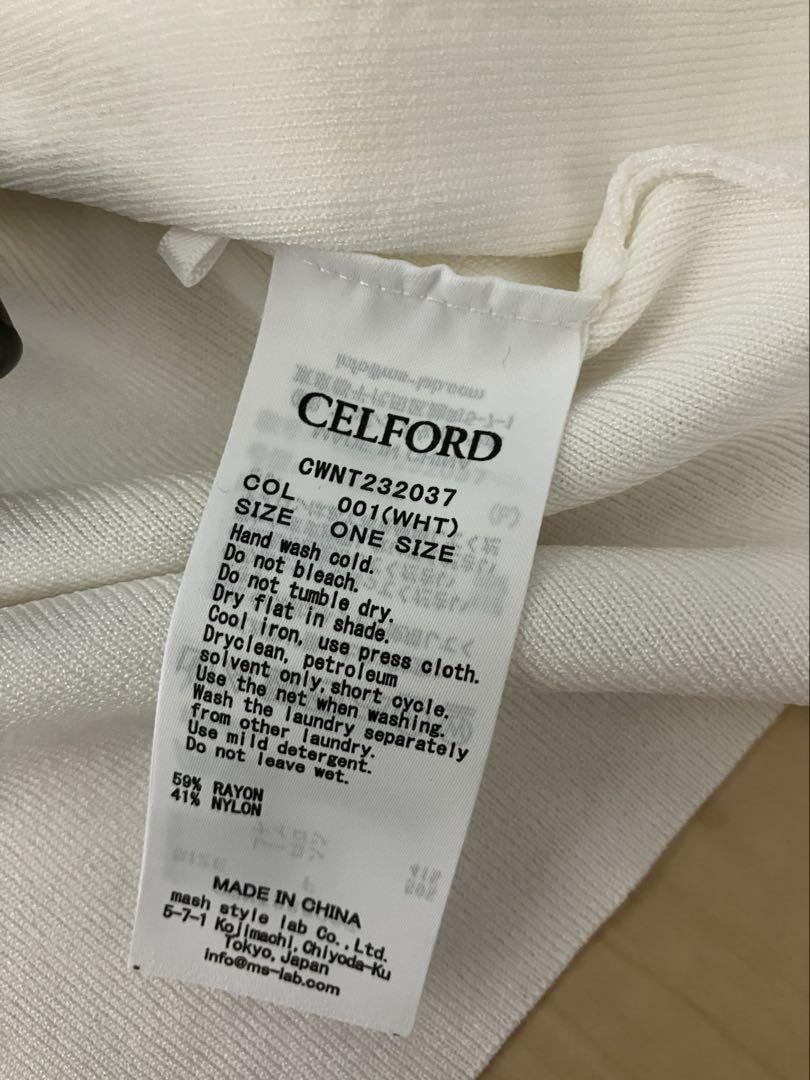 CELFORD
CWNT232037
COL 001(WHT)
SIZE ONE SIZE
Hand wash cold.
Do not bleach.
Do not tumble dry.
Dry flat in shade.
Cool iron, use press cloth.
Dryclean, petroleum
solvent only,short cycle.
Use the net when washing.
Wash the laundry separately
from other laundry.
Use mild detergent.
Do not leave wet.
59% RAYON
41% NYLON
MADE IN CHINA
mash style lab Co.,Ltd.
5-7-1 Kojimachi,Chiyoda-Ku
Tokyo,Japan
info@ms-lab.com